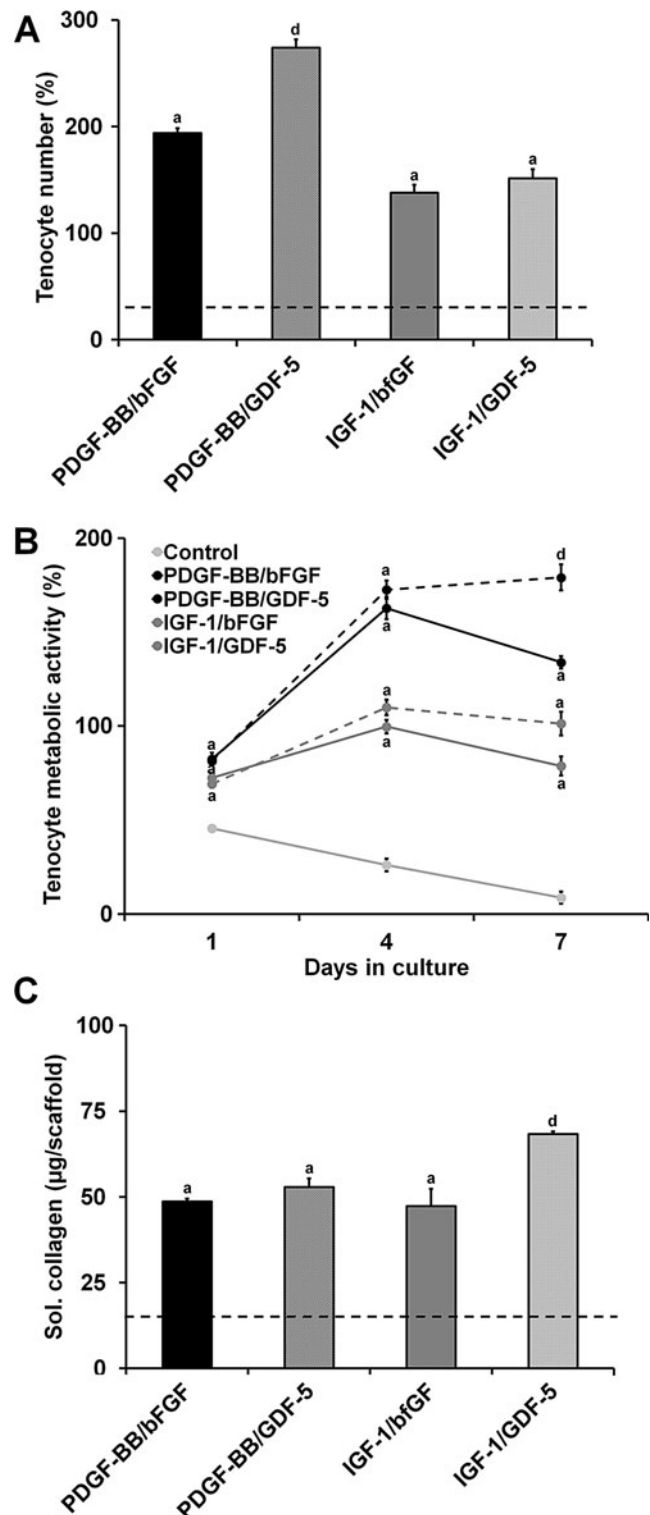 A
Tenocyte number (%)
300
200
100
0
a
d
a
a
PDGF-BB/bFGF
PDGF-BB/GDF-5
IGF-1/bfGF
IGF-1/GDF-5
B
Tenocyte metabolic activity (%)
200
100
0
Control
PDGF-BB/bFGF
PDGF-BB/GDF-5
IGF-1/bFGF
IGF-1/GDF-5
a
a
a
a
a
a
a
d
a
a
a
1
4
7
Days in culture
C
Sol. collagen (µg/scaffold)
100
75
50
25
0
a
a
a
d
PDGF-BB/bFGF
PDGF-BB/GDF-5
IGF-1/bfGF
IGF-1/GDF-5